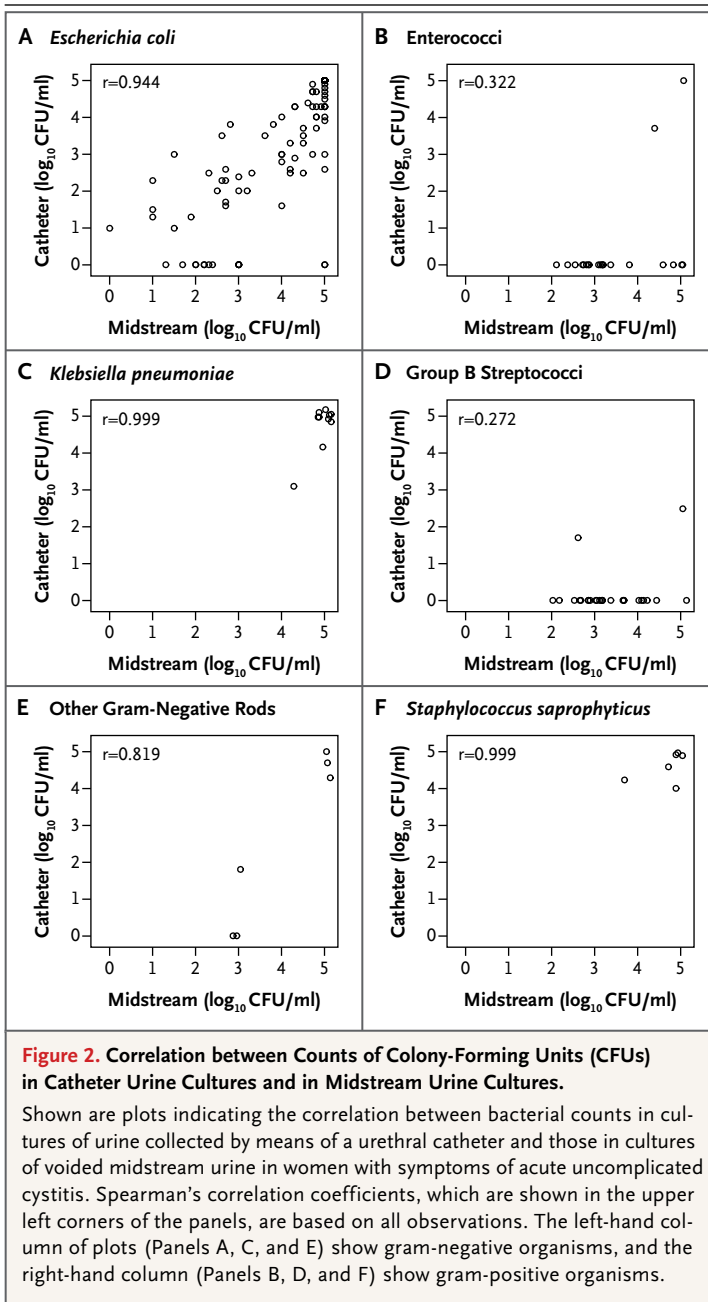 A Escherichia coli
r=0.944
Catheter (log₁₀ CFU/ml)
5
4
3
2
1
0
0 1 2 3 4 5
Midstream (log₁₀ CFU/ml)
B Enterococci
r=0.322
Catheter (log₁₀ CFU/ml)
5
4
3
2
1
0
0 1 2 3 4 5
Midstream (log₁₀ CFU/ml)
C Klebsiella pneumoniae
r=0.999
Catheter (log₁₀ CFU/ml)
5
4
3
2
1
0
0 1 2 3 4 5
Midstream (log₁₀ CFU/ml)
D Group B Streptococci
r=0.272
Catheter (log₁₀ CFU/ml)
5
4
3
2
1
0
0 1 2 3 4 5
Midstream (log₁₀ CFU/ml)
E Other Gram-Negative Rods
r=0.819
Catheter (log₁₀ CFU/ml)
5
4
3
2
1
0
0 1 2 3 4 5
Midstream (log₁₀ CFU/ml)
F Staphylococcus saprophyticus
r=0.999
Catheter (log₁₀ CFU/ml)
5
4
3
2
1
0
0 1 2 3 4 5
Midstream (log₁₀ CFU/ml)
Figure 2. Correlation between Counts of Colony-Forming Units (CFUs)
in Catheter Urine Cultures and in Midstream Urine Cultures.
Shown are plots indicating the correlation between bacterial counts in cul-
tures of urine collected by means of a urethral catheter and those in cultures
of voided midstream urine in women with symptoms of acute uncomplicated
cystitis. Spearman's correlation coefficients, which are shown in the upper
left corners of the panels, are based on all observations. The left-hand col-
umn of plots (Panels A, C, and E) show gram-negative organisms, and the
right-hand column (Panels B, D, and F) show gram-positive organisms.